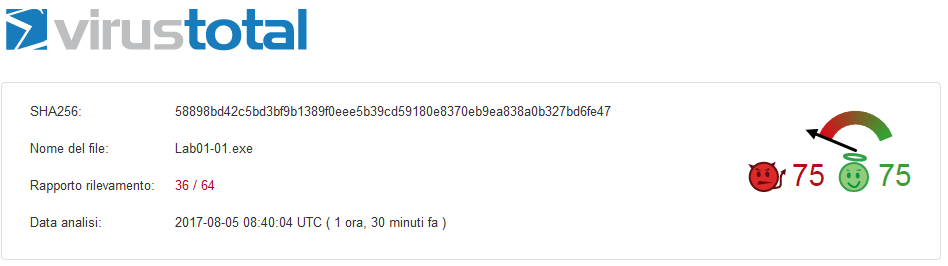 virustotal
SHA256: 58898bd42c5bd3bf9b1389f0eee5b39cd59180e8370eb9ea838a0b327bd6fe47
Nome del file: Lab01-01.exe
Rapporto rilevamento: 36 / 64
75 75
Data analisi: 2017-08-05 08:40:04 UTC ( 1 ora, 30 minuti fa )